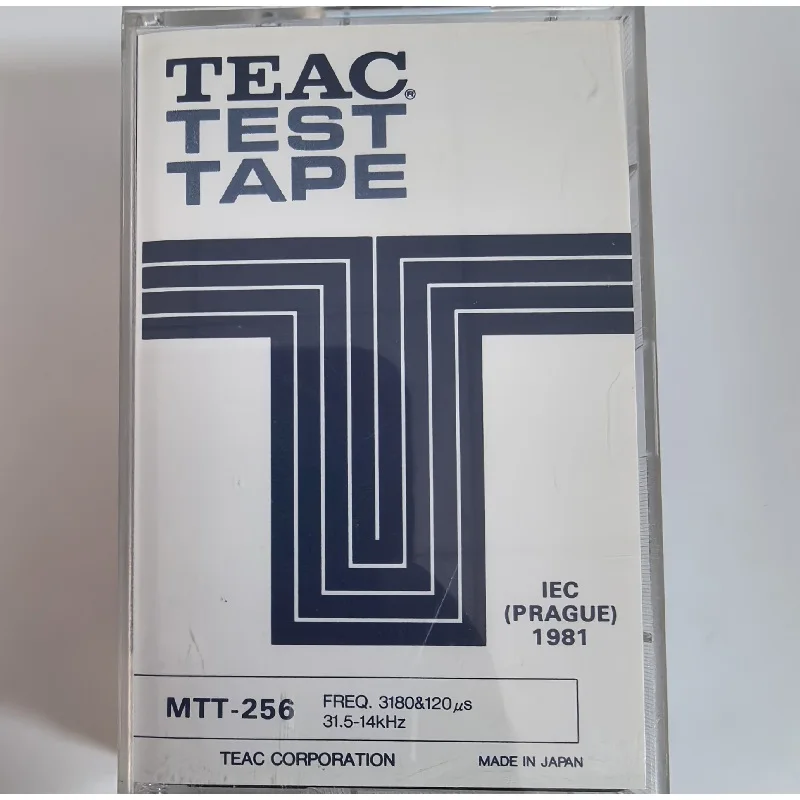 TEAC®
TEST
TAPE
IEC
(PRAGUE)
1981
MTT-256
FREQ. 3180&120μs
31.5-14kHz
TEAC CORPORATION
MADE IN JAPAN